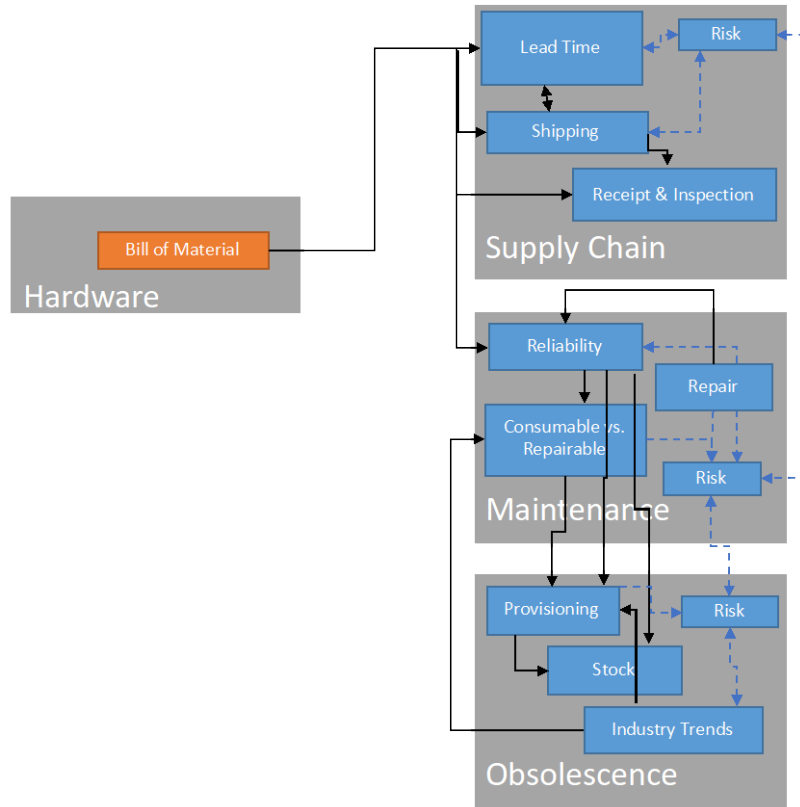 Lead Time
Risk
Shipping
Receipt & Inspection
Supply Chain
Bill of Material
Hardware
Reliability
Repair
Consumable vs.
Repairable
Risk
Maintenance
Provisioning
Risk
Stock
Industry Trends
Obsolescence